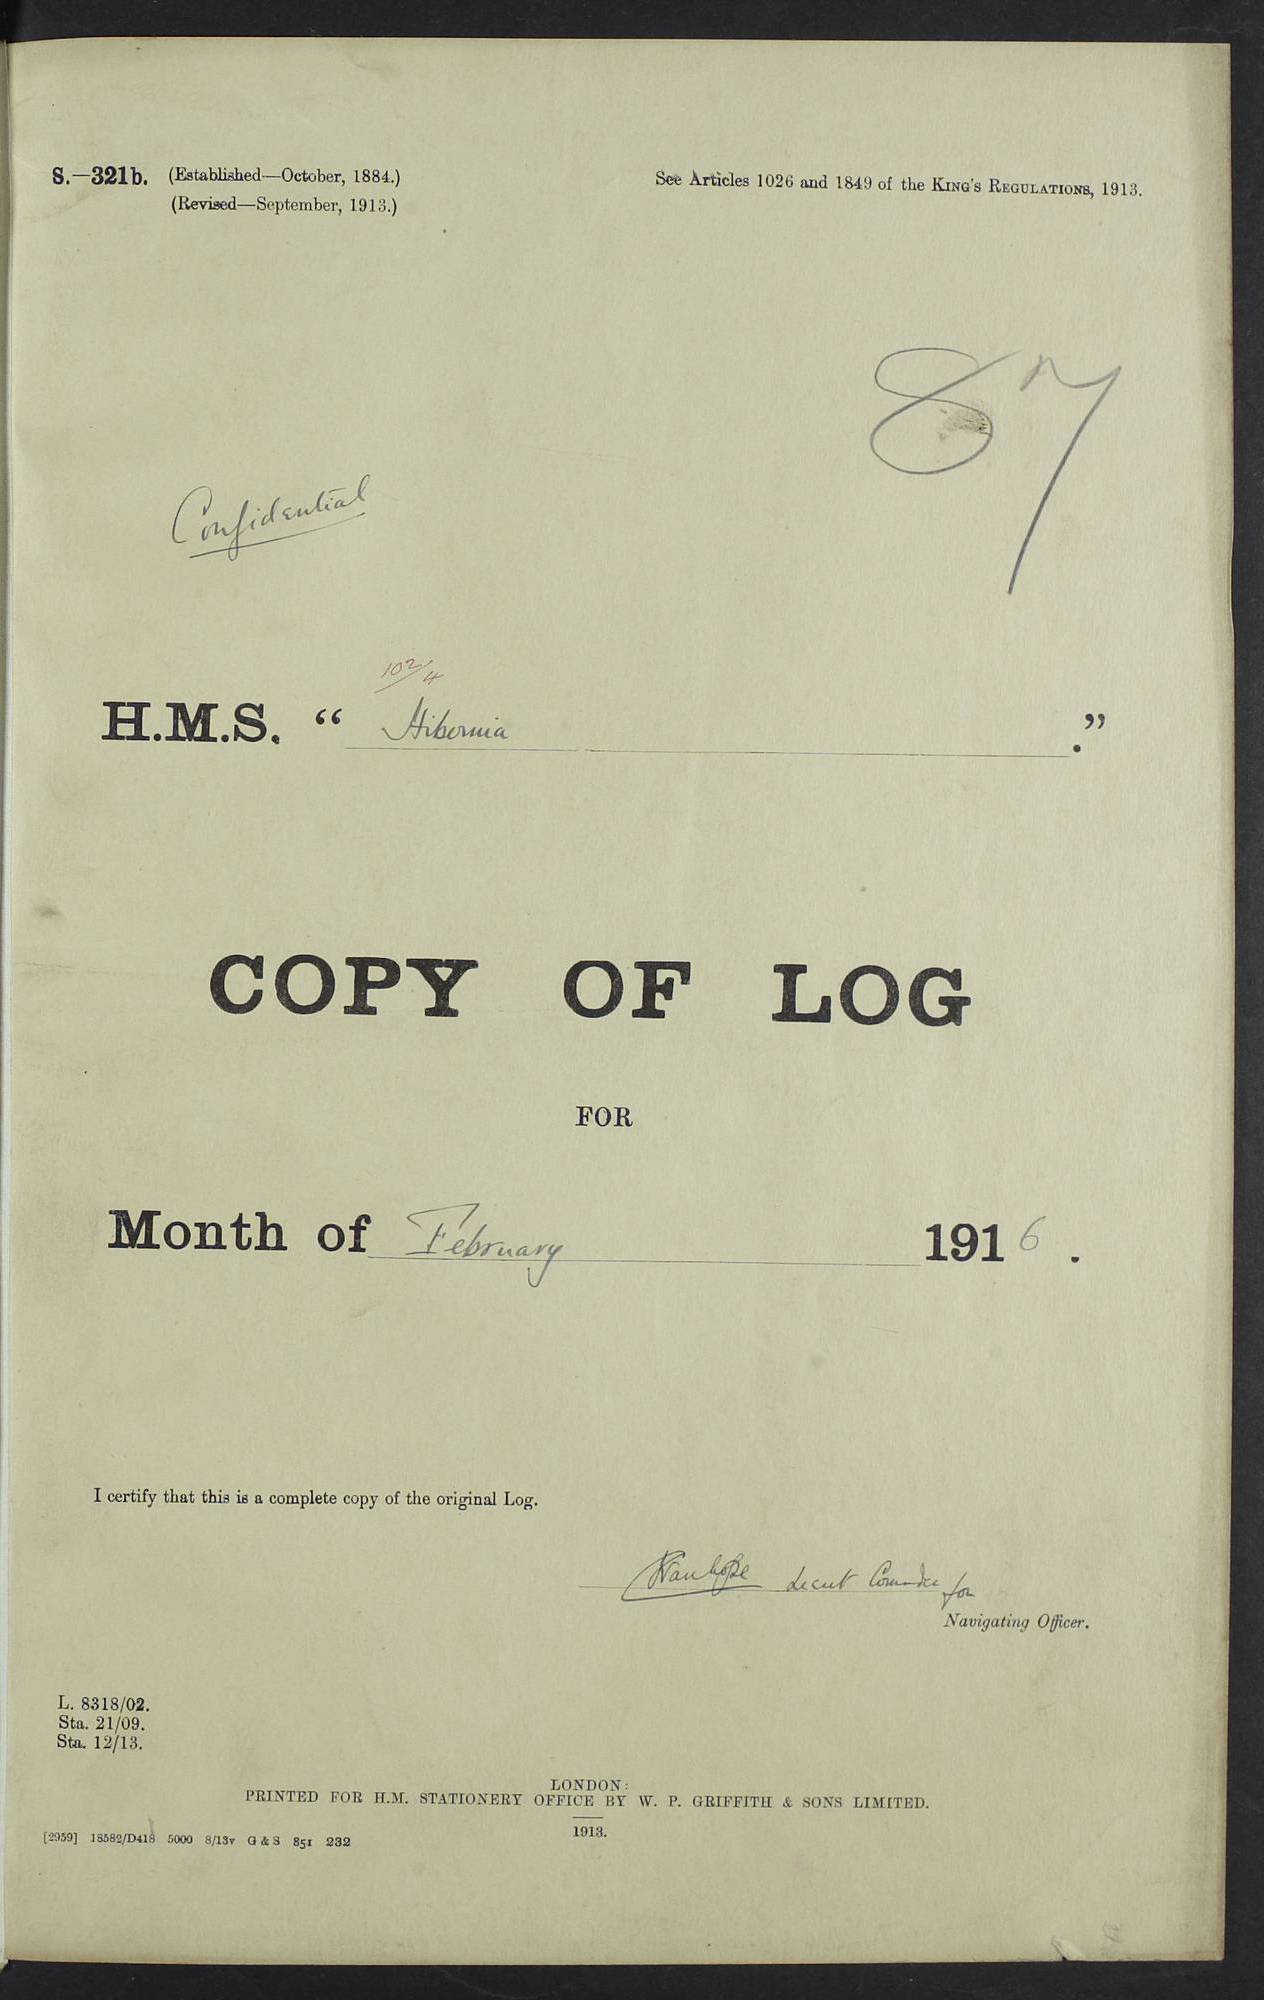 S.—321b. (Established—October, 1884.)
(Revised—September, 1913.)
See Articles 1026 and 1849 of the KING'S REGULATIONS, 1913.
87
Confidential
102/4
H.M.S. “ Hibernia .”
COPY OF LOG
FOR
Month of February 1916.
I certify that this is a complete copy of the original Log.
Lieut for
Navigating Officer.
L. 8318/02.
Sta. 21/09.
Sta. 12/13.
LONDON:
PRINTED FOR H.M. STATIONERY OFFICE BY W. P. GRIFFITH & SONS LIMITED.
1913.
[2959] 18582/D418 5000 8/13v G & S 851 232